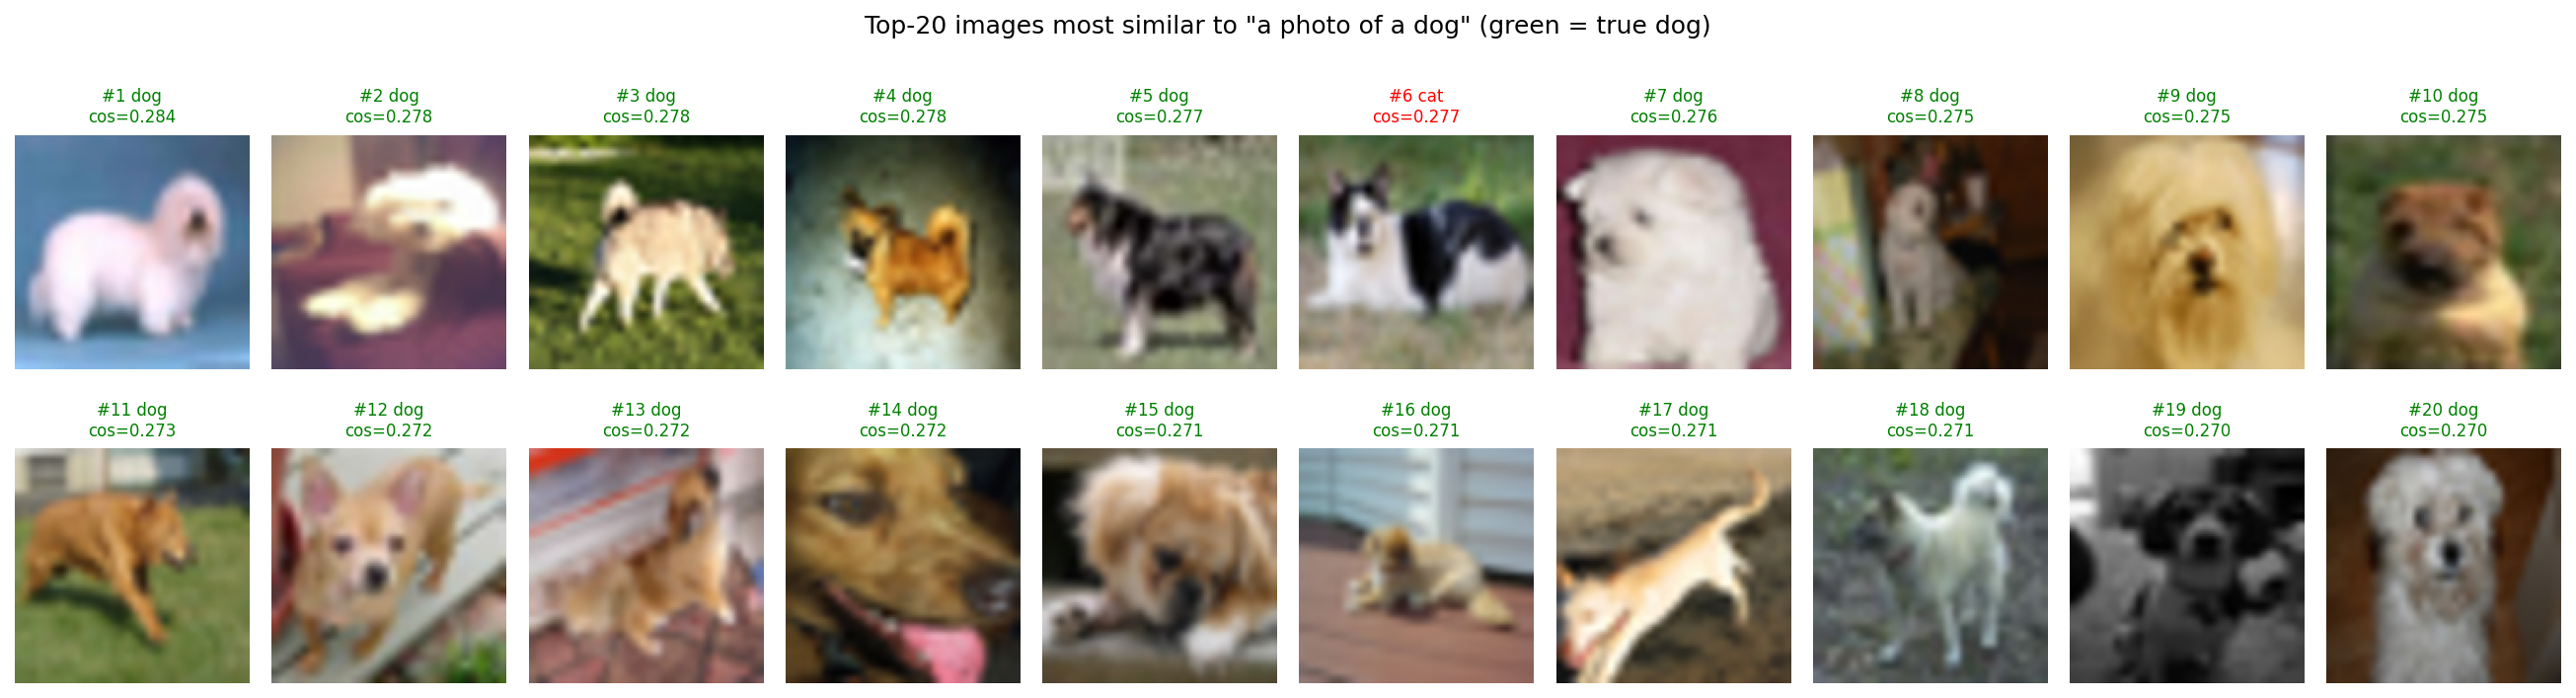 Top-20 images most similar to "a photo of a dog" (green = true dog)
#1 dog
cos=0.284
#2 dog
cos=0.278
#3 dog
cos=0.278
#4 dog
cos=0.278
#5 dog
cos=0.277
#6 cat
cos=0.277
#7 dog
cos=0.276
#8 dog
cos=0.275
#9 dog
cos=0.275
#10 dog
cos=0.275
#11 dog
cos=0.273
#12 dog
cos=0.272
#13 dog
cos=0.272
#14 dog
cos=0.272
#15 dog
cos=0.271
#16 dog
cos=0.271
#17 dog
cos=0.271
#18 dog
cos=0.271
#19 dog
cos=0.270
#20 dog
cos=0.270